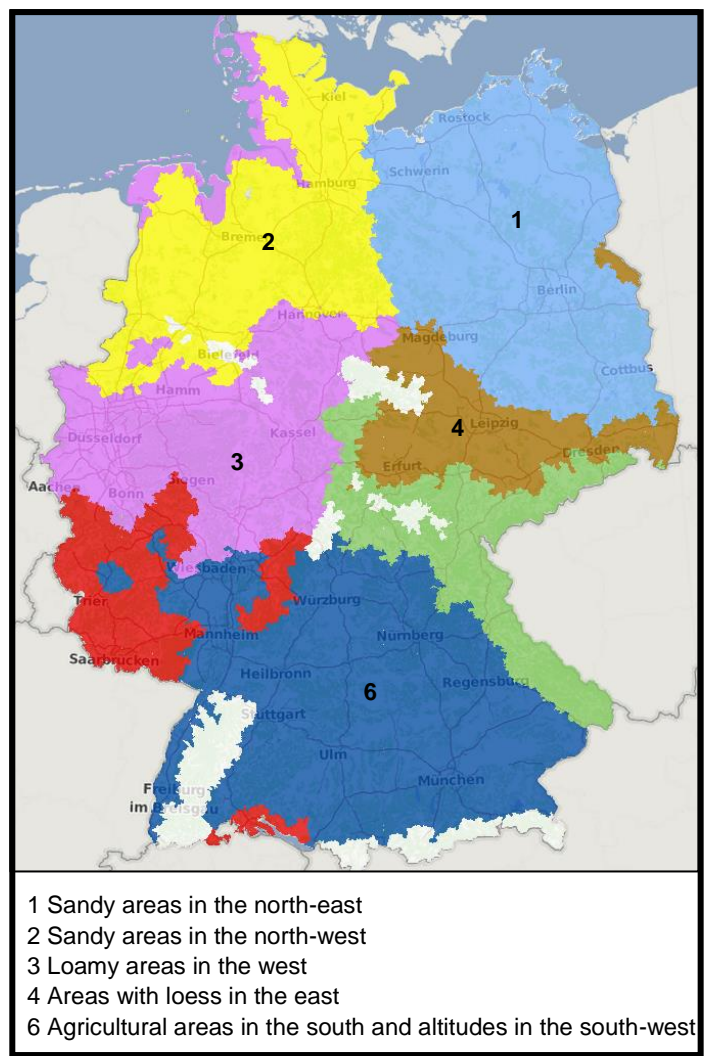 Kiel
Rostock
Schwerin
Hamburg
1
Bremen
2
Berlin
Hannover
Magdeburg
Bielefeld
Cottbus
Hamm
Leipzig
4
Düsseldorf
Kassel
Dresden
3
Erfurt
Siegen
Aachen
Bonn
Wiesbaden
Trier
Würzburg
Mannheim
Nürnberg
Saarbrücken
Heilbronn
Regensburg
6
Stuttgart
Ulm
München
Freiburg
im Breisgau
1 Sandy areas in the north-east
2 Sandy areas in the north-west
3 Loamy areas in the west
4 Areas with loess in the east
6 Agricultural areas in the south and altitudes in the south-west